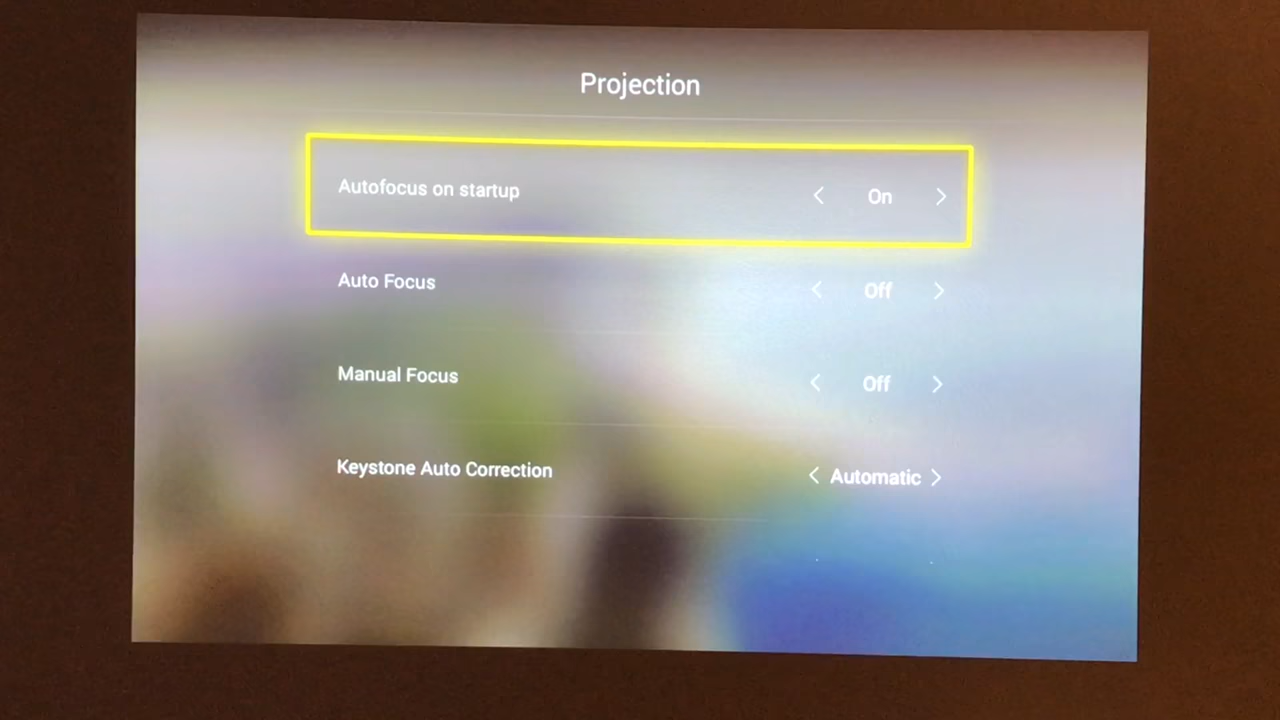 Projection
Autofocus on startup < On >
Auto Focus < Off >
Manual Focus < Off >
Keystone Auto Correction < Automatic >